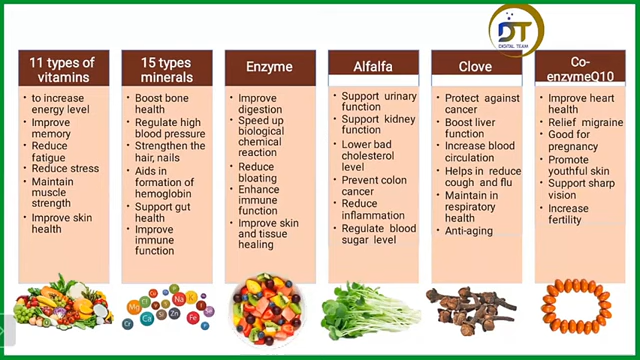 DT
DIGITAL TEAM
11 types of
vitamins
to increase
energy level
Improve
memory
Reduce
fatigue
Reduce stress
Maintain
muscle
strength
Improve skin
health
15 types
minerals
Boost bone
health
Regulate high
blood pressure
Strengthen the
hair, nails
Aids in
formation of
hemoglobin
Support gut
health
Improve
immune
function
Enzyme
Improve
digestion
Speed up
biological
chemical
reaction
Reduce
bloating
Enhance
immune
function
Improve skin
and tissue
healing
Alfalfa
Support urinary
function
Support kidney
function
Lower bad
cholesterol
level
Prevent colon
cancer
Reduce
inflammation
Regulate blood
sugar level
Clove
Protect against
cancer
Boost liver
function
Increase blood
circulation
Helps in reduce
cough and flu
Maintain in
respiratory
health
Anti-aging
Co-
enzymeQ10
Improve heart
health
Relief migraine
Good for
pregnancy
Promote
youthful skin
Support sharp
vision
Increase
fertility
Na
K
Mg
Ca
Zn
Fe